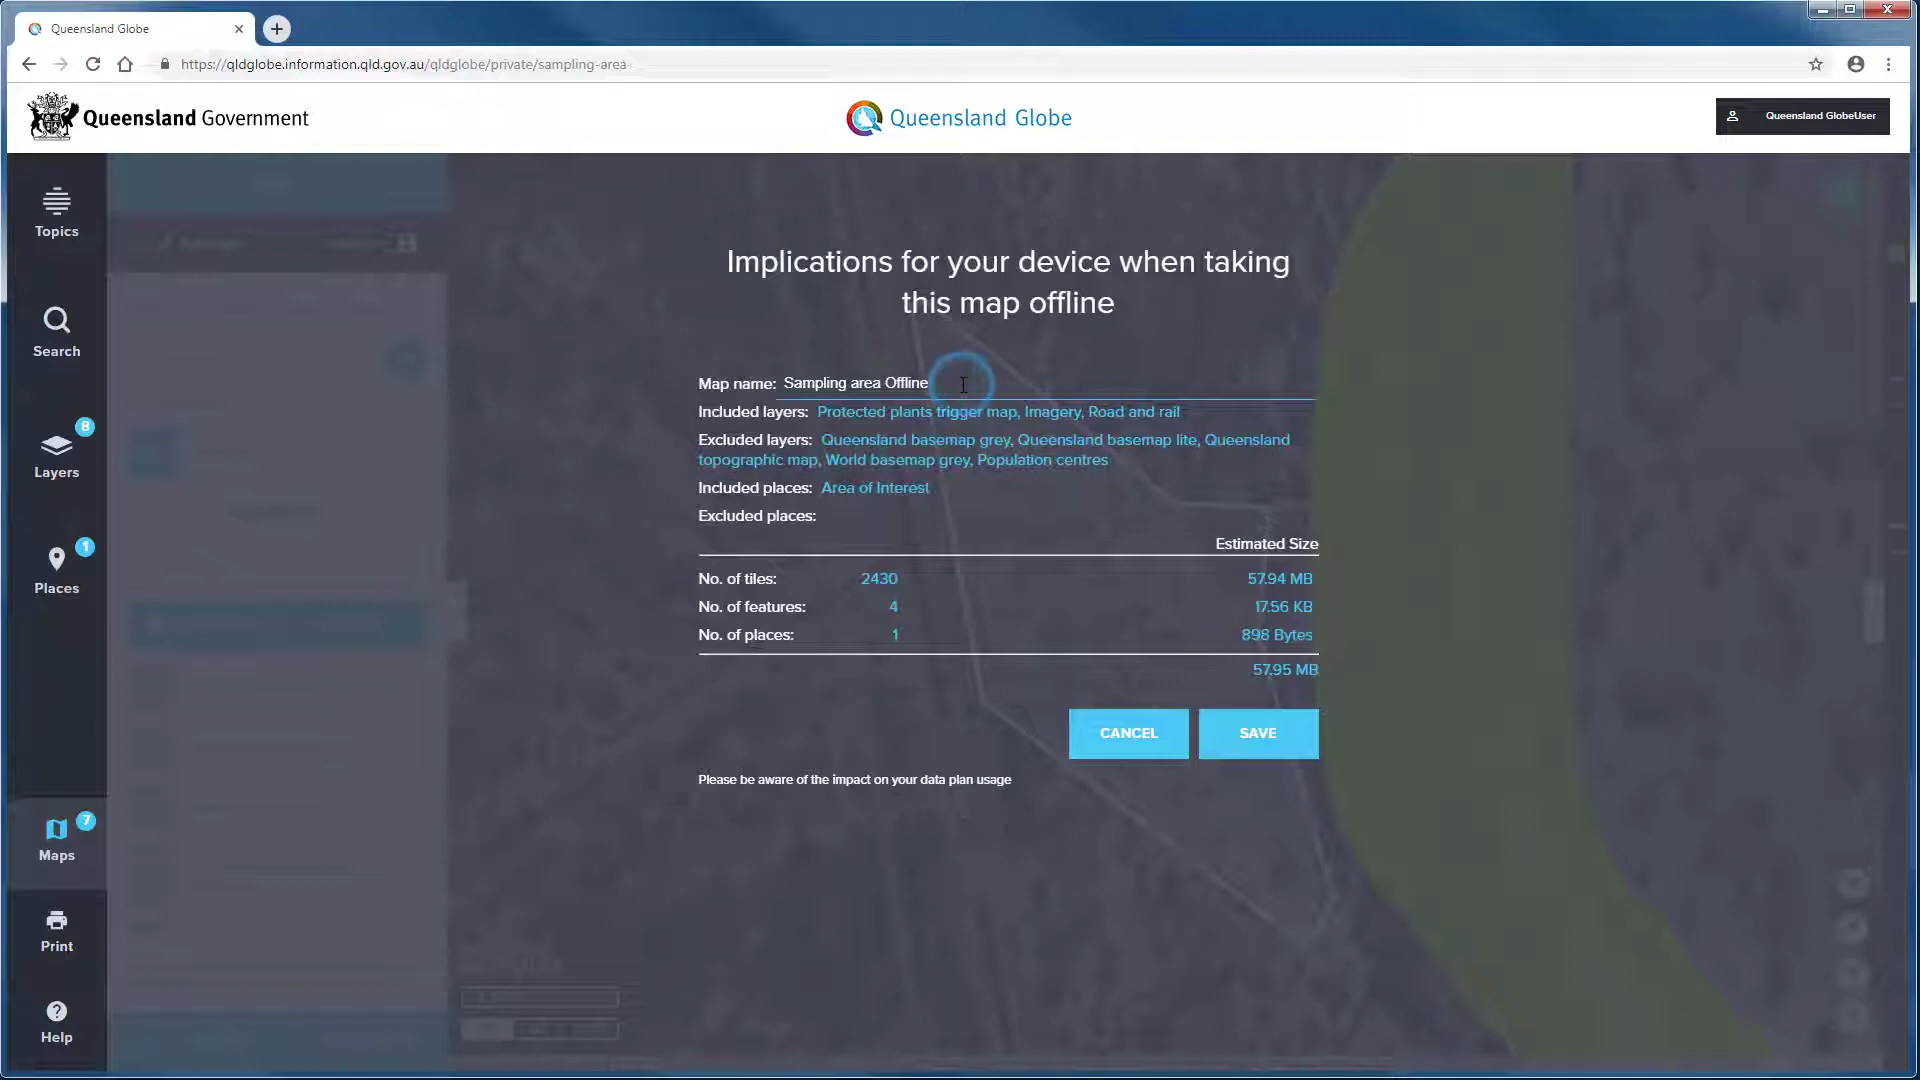 Queensland Globe
https://qldglobe.information.qld.gov.au/qldglobe/private/sampling-area
Queensland Government
Queensland Globe
Queensland GlobeUser
Topics
Search
8
Layers
1
Places
7
Maps
Print
Help
Implications for your device when taking
this map offline
Map name: Sampling area Offline
Included layers: Protected plants trigger map, Imagery, Road and rail
Excluded layers: Queensland basemap grey, Queensland basemap lite, Queensland
topographic map, World basemap grey, Population centres
Included places: Area of Interest
Excluded places:
Estimated Size
No. of tiles: 2430 57.94 MB
No. of features: 4 17.56 KB
No. of places: 1 898 Bytes
57.95 MB
CANCEL SAVE
Please be aware of the impact on your data plan usage